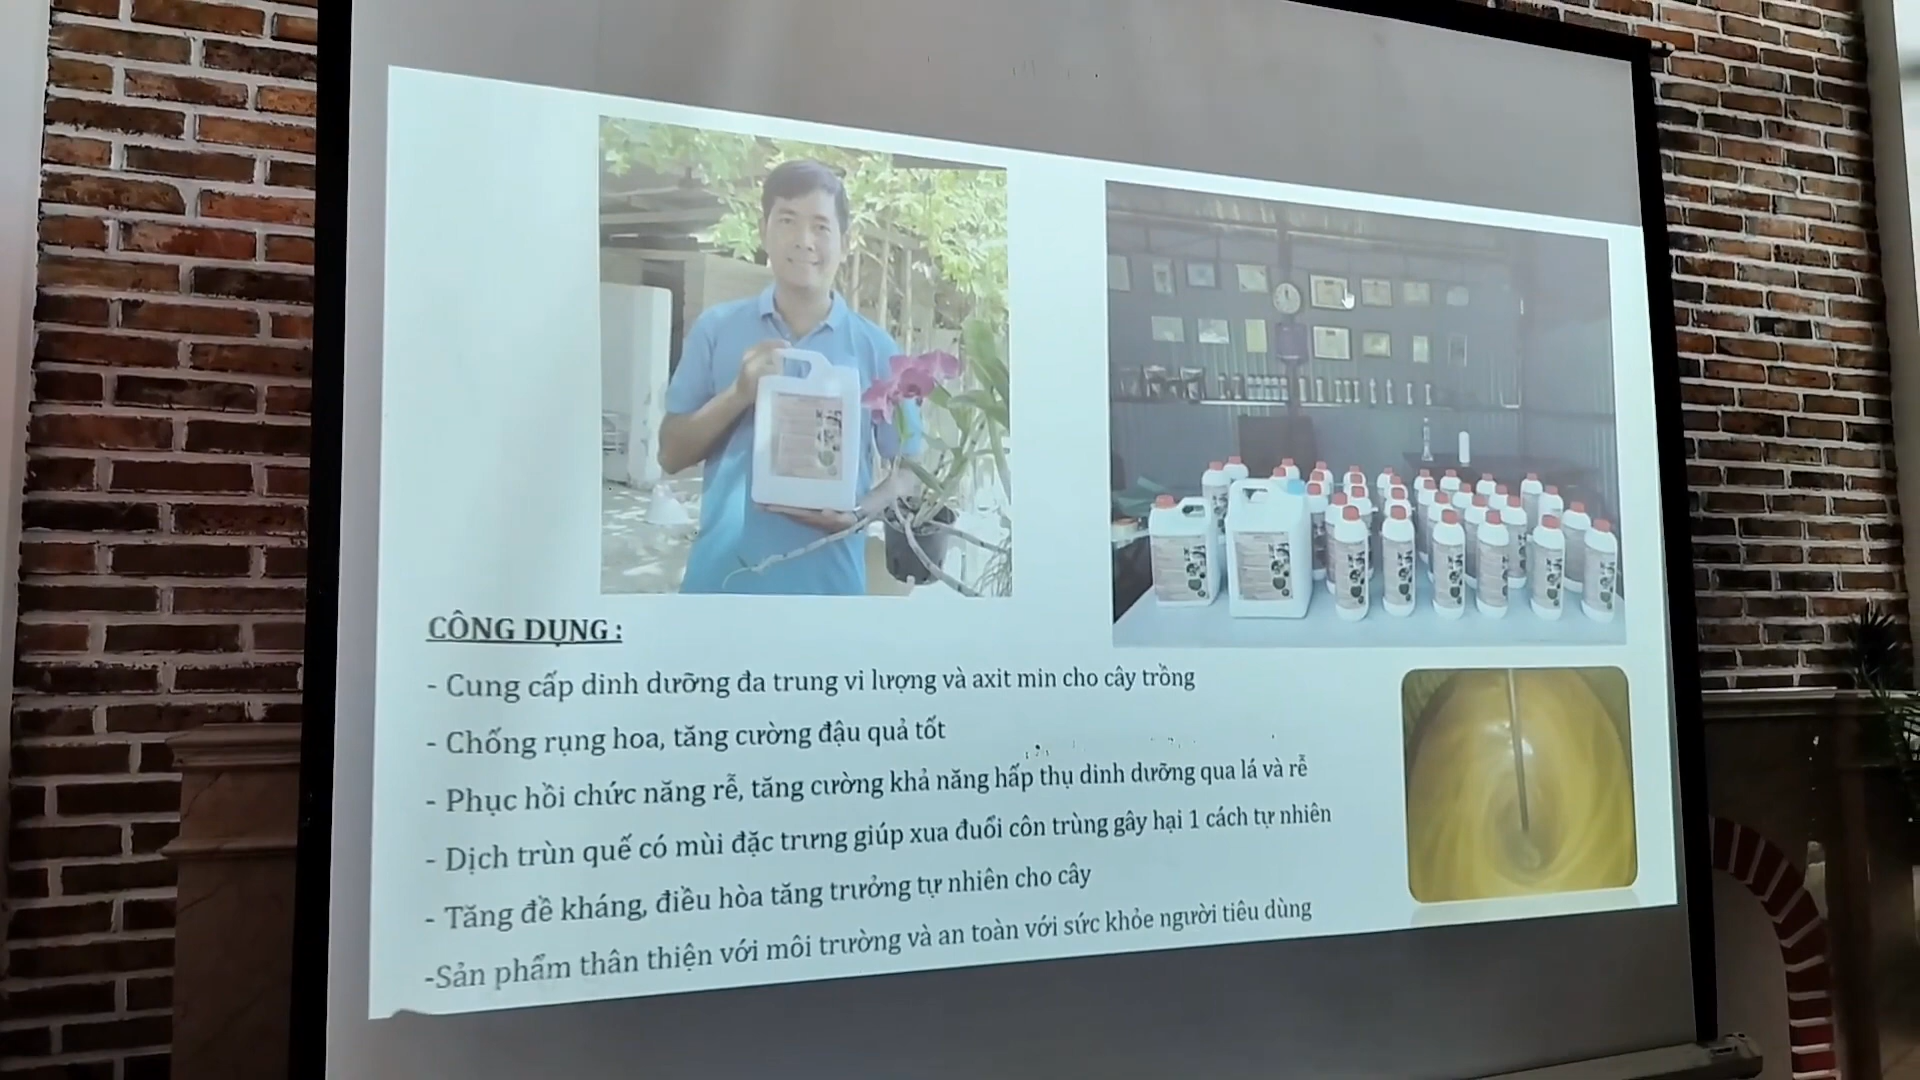 CÔNG DỤNG :
- Cung cấp dinh dưỡng đa trung vi lượng và axit min cho cây trồng
- Chống rụng hoa, tăng cường đậu quả tốt
- Phục hồi chức năng rễ, tăng cường khả năng hấp thụ dinh dưỡng qua lá và rễ
- Dịch trùn quế có mùi đặc trưng giúp xua đuổi côn trùng gây hại 1 cách tự nhiên
- Tăng đề kháng, điều hòa tăng trưởng tự nhiên cho cây
-Sản phẩm thân thiện với môi trường và an toàn với sức khỏe người tiêu dùng